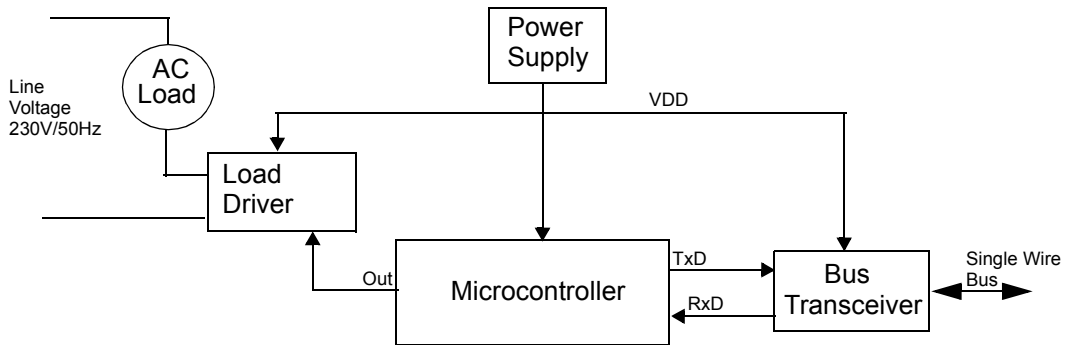 Power
Supply
AC
Load
Line
Voltage
230V/50Hz
VDD
Load
Driver
Out
Microcontroller
TxD
RxD
Bus
Transceiver
Single Wire
Bus